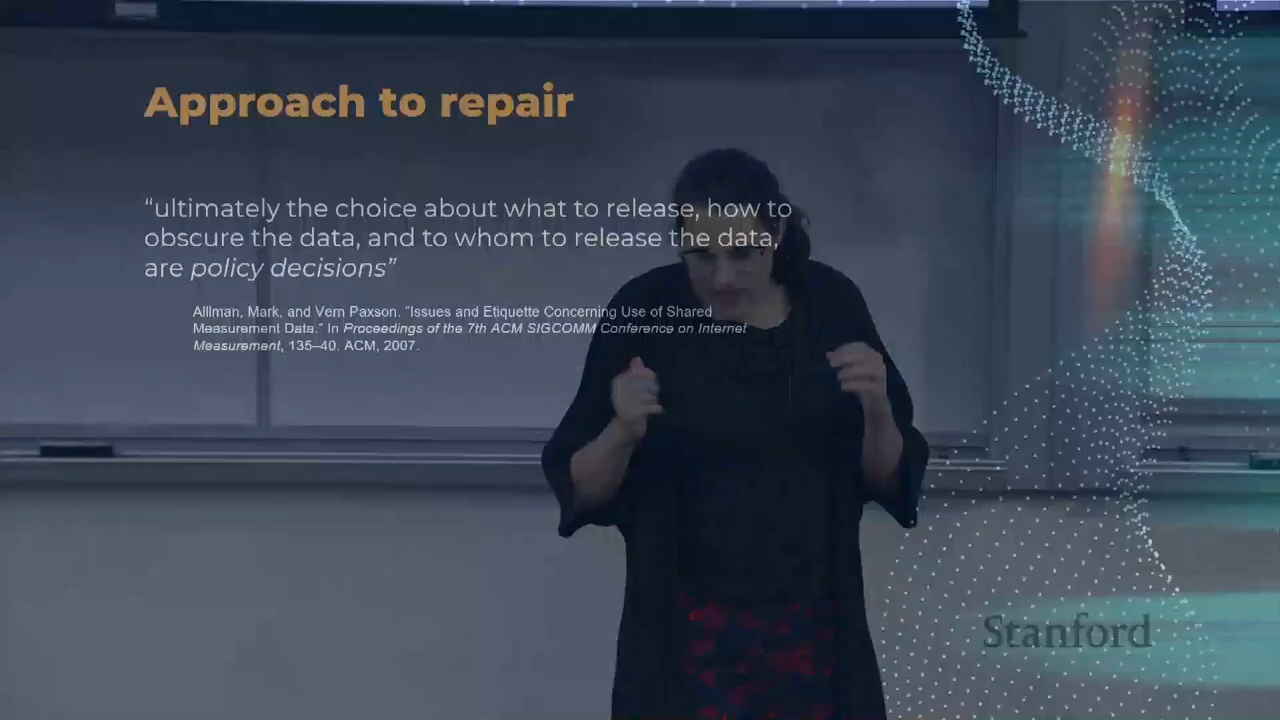 Approach to repair
“ultimately the choice about what to release, how to
obscure the data, and to whom to release the data,
are policy decisions”
Alllman, Mark, and Vern Paxson. “Issues and Etiquette Concerning Use of Shared
Measurement Data.” In Proceedings of the 7th ACM SIGCOMM Conference on Internet
Measurement, 135–40. ACM, 2007.
Stanford